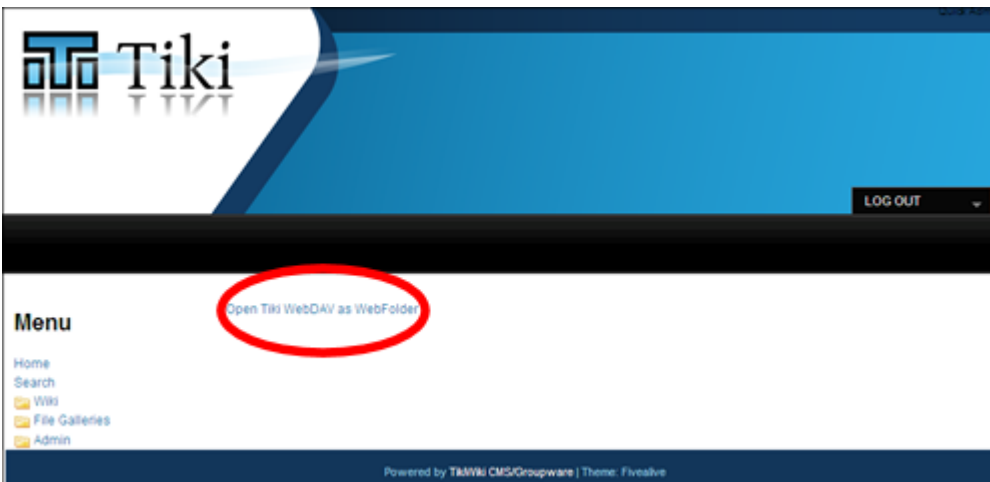 Tiki
LOG OUT
Open Tiki WebDAV as WebFolder
Menu
Home
Search
Wiki
File Galleries
Admin
Powered by TikiWiki CMS/Groupware | Theme: Fivealive